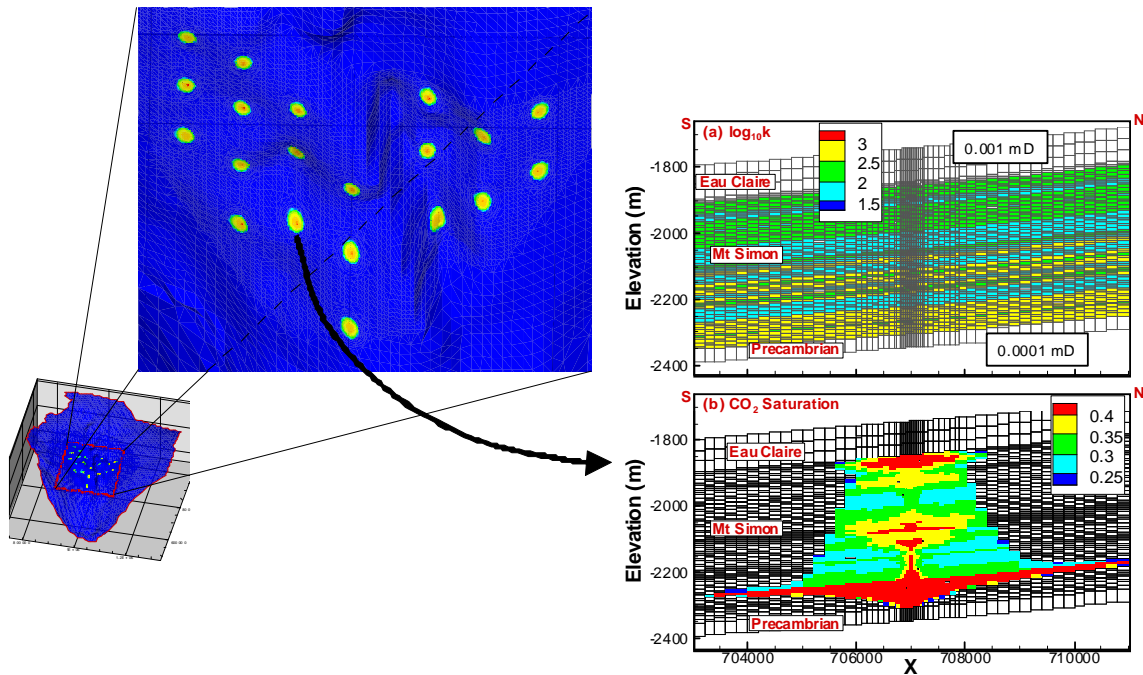 S
N
(a) log₁₀k
3
2.5
2
1.5
0.001 mD
Eau Claire
Mt Simon
Precambrian
0.0001 mD
Elevation (m)
-1800
-2000
-2200
-2400
S
N
(b) CO₂ Saturation
0.4
0.35
0.3
0.25
Eau Claire
Mt Simon
Precambrian
Elevation (m)
-1800
-2000
-2200
-2400
704000 706000 708000 710000
X